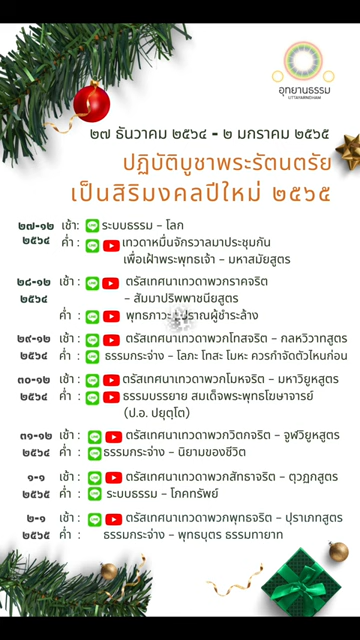 อุทยานธรรม
UTTAYARNDHAM
๒๗ ธันวาคม ๒๕๖๔ - ๒ มกราคม ๒๕๖๕
ปฏิบัติบูชาพระรัตนตรัย
เป็นสิริมงคลปีใหม่ ๒๕๖๕
๒๗-๑๒ เช้า: LINE ระบบธรรม – โลก
๒๕๖๔ ค่ำ : LINE เทวดาหมื่นจักรวาลมาประชุมกัน
เพื่อเฝ้าพระพุทธเจ้า – มหาสมัยสูตร
๒๘-๑๒ เช้า : LINE ตรัสเทศนาเทวดาพวกราคจริต
๒๕๖๔ – สัมมาปริพพาชนียสูตร
ค่ำ : LINE พุทธภาวะ ปุราณผู้ชำระล้าง
๒๙-๑๒ เช้า : LINE ตรัสเทศนาเทวดาพวกโทสจริต – กลหวิวาทสูตร
๒๕๖๔ ค่ำ : LINE ธรรมกระจ่าง – โลภะ โทสะ โมหะ ควรกำจัดตัวไหนก่อน
๓๐-๑๒ เช้า : LINE ตรัสเทศนาเทวดาพวกโมหจริต – มหาวิยูหสูตร
๒๕๖๔ ค่ำ : LINE ธรรมบรรยาย สมเด็จพระพุทธโฆษาจารย์
(ป.อ. ปยุตฺโต)
๓๑-๑๒ เช้า : LINE ตรัสเทศนาเทวดาพวกวิตกจริต – จูฬวิยูหสูตร
๒๕๖๔ ค่ำ : LINE ธรรมกระจ่าง – นิยามของชีวิต
๑-๑ เช้า : LINE ตรัสเทศนาเทวดาพวกสัทธาจริต – ตุวฏกสูตร
๒๕๖๕ ค่ำ : LINE ระบบธรรม – โภคทรัพย์
๒-๑ เช้า : LINE ตรัสเทศนาเทวดาพวกพุทธจริต – ปุราเภทสูตร
๒๕๖๕ ค่ำ : ธรรมกระจ่าง – พุทธบุตร ธรรมทายาท